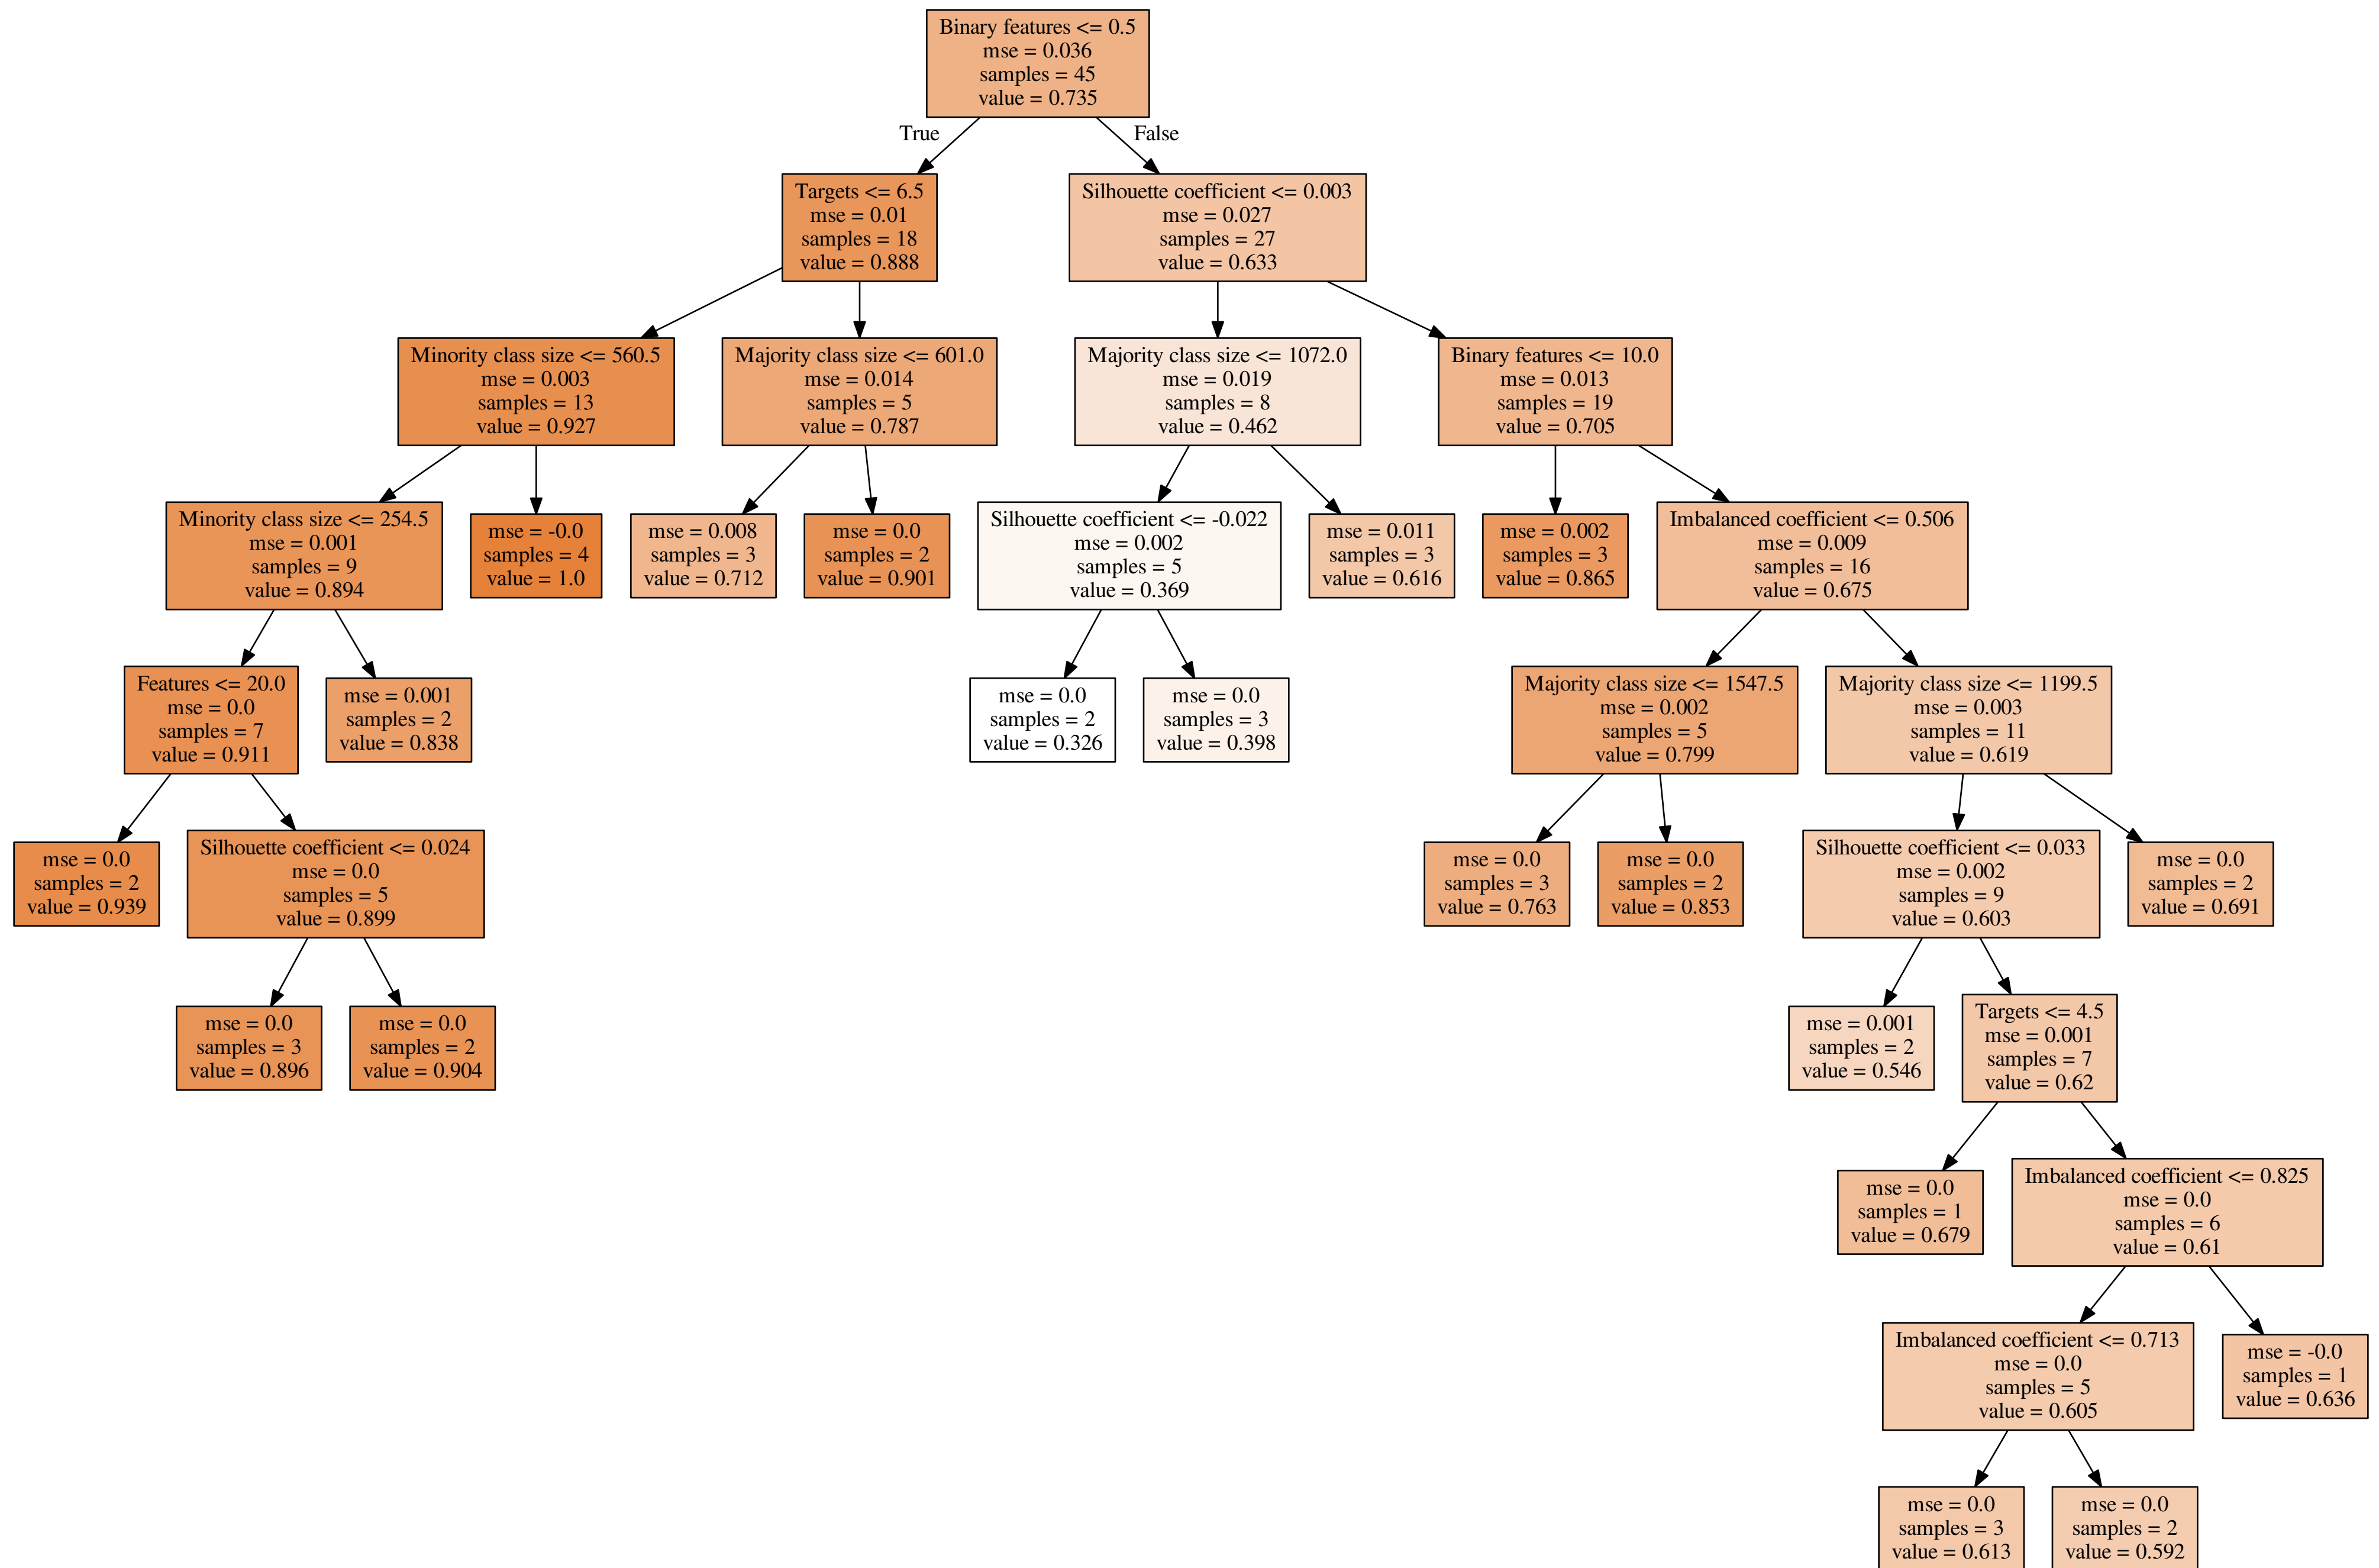 Binary features <= 0.5
mse = 0.036
samples = 45
value = 0.735
True
False
Targets <= 6.5
mse = 0.01
samples = 18
value = 0.888
Silhouette coefficient <= 0.003
mse = 0.027
samples = 27
value = 0.633
Minority class size <= 560.5
mse = 0.003
samples = 13
value = 0.927
Majority class size <= 601.0
mse = 0.014
samples = 5
value = 0.787
Majority class size <= 1072.0
mse = 0.019
samples = 8
value = 0.462
Binary features <= 10.0
mse = 0.013
samples = 19
value = 0.705
Minority class size <= 254.5
mse = 0.001
samples = 9
value = 0.894
mse = -0.0
samples = 4
value = 1.0
mse = 0.008
samples = 3
value = 0.712
mse = 0.0
samples = 2
value = 0.901
Silhouette coefficient <= -0.022
mse = 0.002
samples = 5
value = 0.369
mse = 0.011
samples = 3
value = 0.616
mse = 0.002
samples = 3
value = 0.865
Imbalanced coefficient <= 0.506
mse = 0.009
samples = 16
value = 0.675
Features <= 20.0
mse = 0.0
samples = 7
value = 0.911
mse = 0.001
samples = 2
value = 0.838
mse = 0.0
samples = 2
value = 0.326
mse = 0.0
samples = 3
value = 0.398
Majority class size <= 1547.5
mse = 0.002
samples = 5
value = 0.799
Majority class size <= 1199.5
mse = 0.003
samples = 11
value = 0.619
mse = 0.0
samples = 2
value = 0.939
Silhouette coefficient <= 0.024
mse = 0.0
samples = 5
value = 0.899
mse = 0.0
samples = 3
value = 0.763
mse = 0.0
samples = 2
value = 0.853
Silhouette coefficient <= 0.033
mse = 0.002
samples = 9
value = 0.603
mse = 0.0
samples = 2
value = 0.691
mse = 0.0
samples = 3
value = 0.896
mse = 0.0
samples = 2
value = 0.904
mse = 0.001
samples = 2
value = 0.546
Targets <= 4.5
mse = 0.001
samples = 7
value = 0.62
mse = 0.0
samples = 1
value = 0.679
Imbalanced coefficient <= 0.825
mse = 0.0
samples = 6
value = 0.61
Imbalanced coefficient <= 0.713
mse = 0.0
samples = 5
value = 0.605
mse = -0.0
samples = 1
value = 0.636
mse = 0.0
samples = 3
value = 0.613
mse = 0.0
samples = 2
value = 0.592